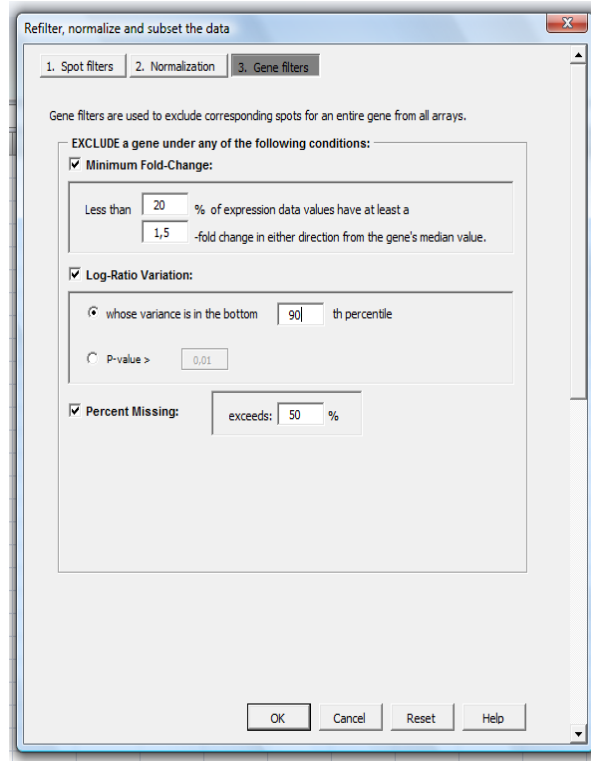 Refilter, normalize and subset the data
X
1. Spot filters 2. Normalization 3. Gene filters
Gene filters are used to exclude corresponding spots for an entire gene from all arrays.
EXCLUDE a gene under any of the following conditions:
Minimum Fold-Change:
Less than 20 % of expression data values have at least a
1,5 -fold change in either direction from the gene's median value.
Log-Ratio Variation:
whose variance is in the bottom 90 th percentile
P-value > 0,01
Percent Missing: exceeds: 50 %
OK Cancel Reset Help